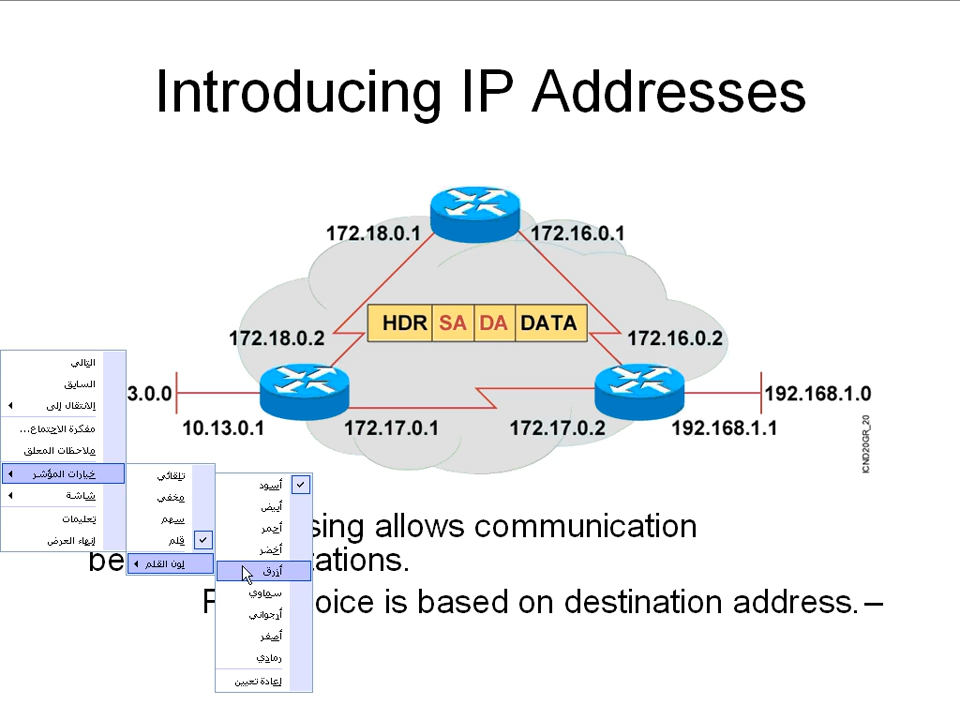 Introducing IP Addresses
172.18.0.1
172.16.0.1
HDR SA DA DATA
172.18.0.2
172.16.0.2
3.0.0
192.168.1.0
10.13.0.1
172.17.0.1
172.17.0.2
192.168.1.1
ICND20GR_20
التالي
السابق
الانتقال إلى
مفكرة الاجتماع...
ملاحظات المعلق
خيارات المؤشر
شاشة
تعليمات
إنهاء العرض
تلقائي
مخفي
سهم
قلم
لون القلم
أسود
أبيض
أحمر
أخضر
أزرق
سماوي
أرجواني
أصفر
رمادي
إعادة تعيين
sing allows communication
be tations.
oice is based on destination address. –